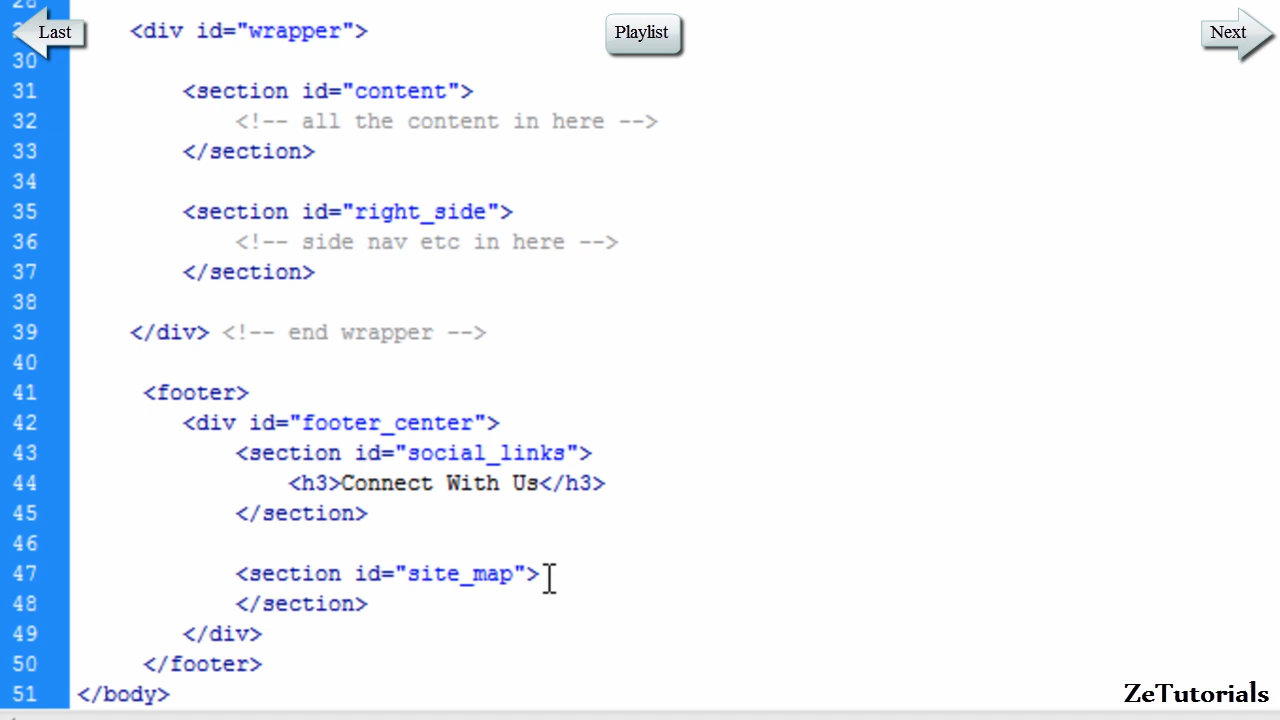 28
Last
Playlist
Next
<div id="wrapper">
30
31 <section id="content">
32 <!-- all the content in here -->
33 </section>
34
35 <section id="right_side">
36 <!-- side nav etc in here -->
37 </section>
38
39 </div> <!-- end wrapper -->
40
41 <footer>
42 <div id="footer_center">
43 <section id="social_links">
44 <h3>Connect With Us</h3>
45 </section>
46
47 <section id="site_map">
48 </section>
49 </div>
50 </footer>
51 </body>
ZeTutorials